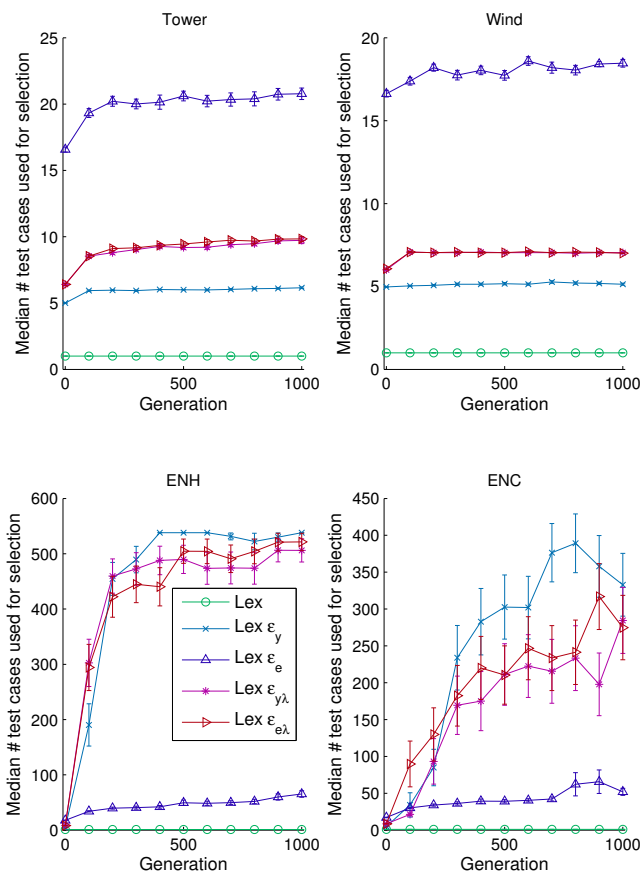 Tower
Median # test cases used for selection
25
20
15
10
5
0
0
500
1000
Generation
Wind
Median # test cases used for selection
20
15
10
5
0
0
500
1000
Generation
ENH
Median # test cases used for selection
600
500
400
300
200
100
0
0
500
1000
Generation
Lex
Lex ε_y
Lex ε_e
Lex ε_yλ
Lex ε_eλ
ENC
Median # test cases used for selection
450
400
350
300
250
200
150
100
50
0
0
500
1000
Generation